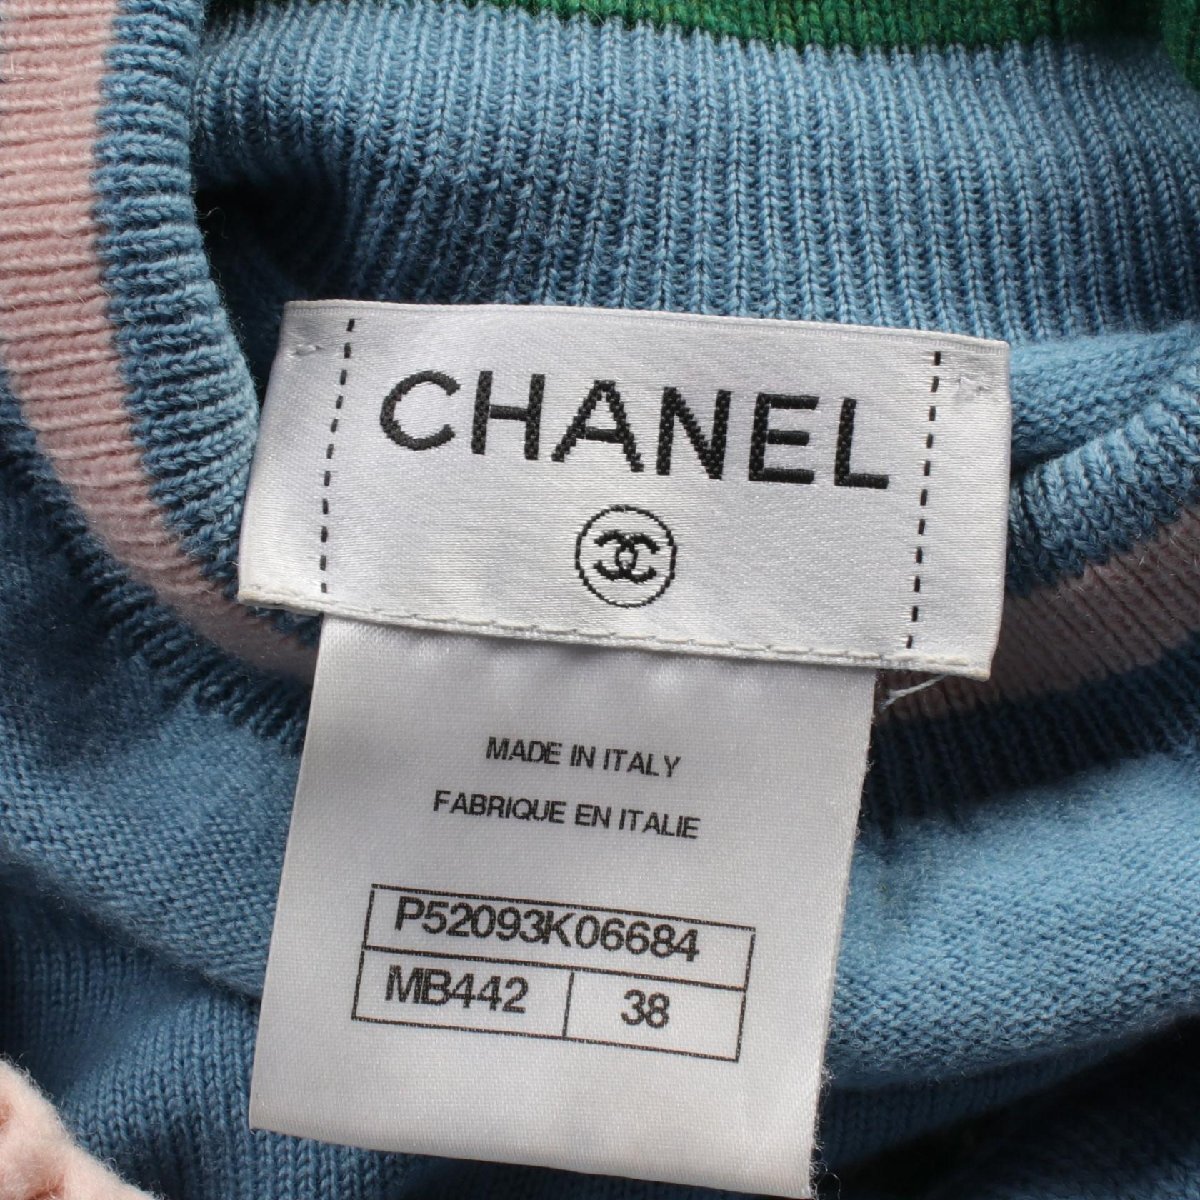 CHANEL
MADE IN ITALY
FABRIQUE EN ITALIE
P52093K06684
MB442 38